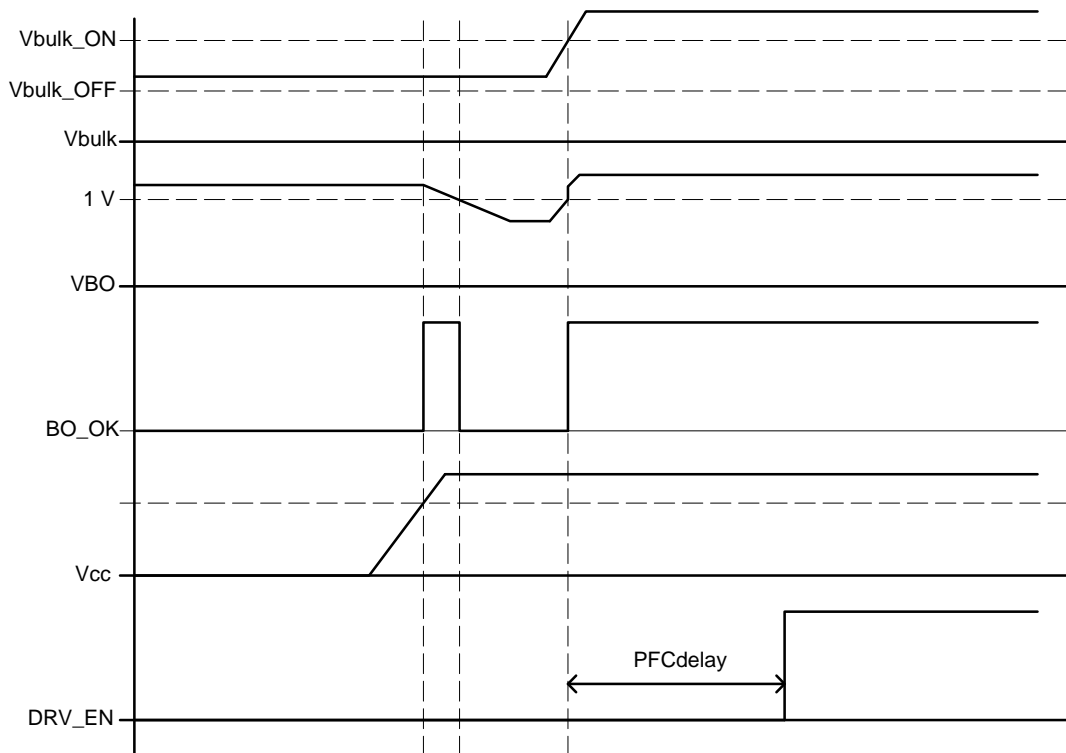 Vbulk_ON
Vbulk_OFF
Vbulk
1 V
VBO
BO_OK
Vcc
PFCdelay
DRV_EN